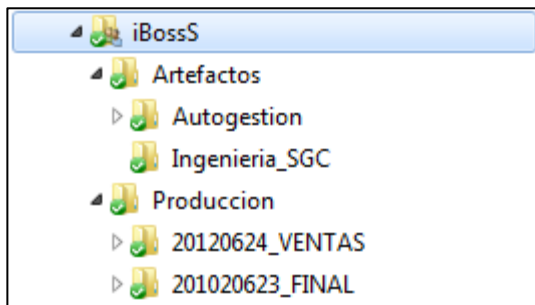 iBossS
Artefactos
Autogestion
Ingenieria_SGC
Produccion
20120624_VENTAS
201020623_FINAL